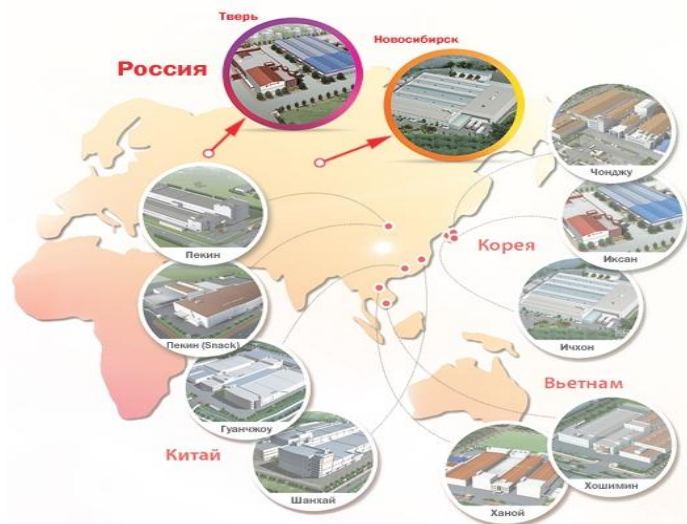 Тверь
Новосибирск
Россия
Чонджу
Пекин
Корея
Иксан
Пекин (Snack)
Ичхон
Вьетнам
Гуанчжоу
Китай
Шанхай
Ханой
Хошимин